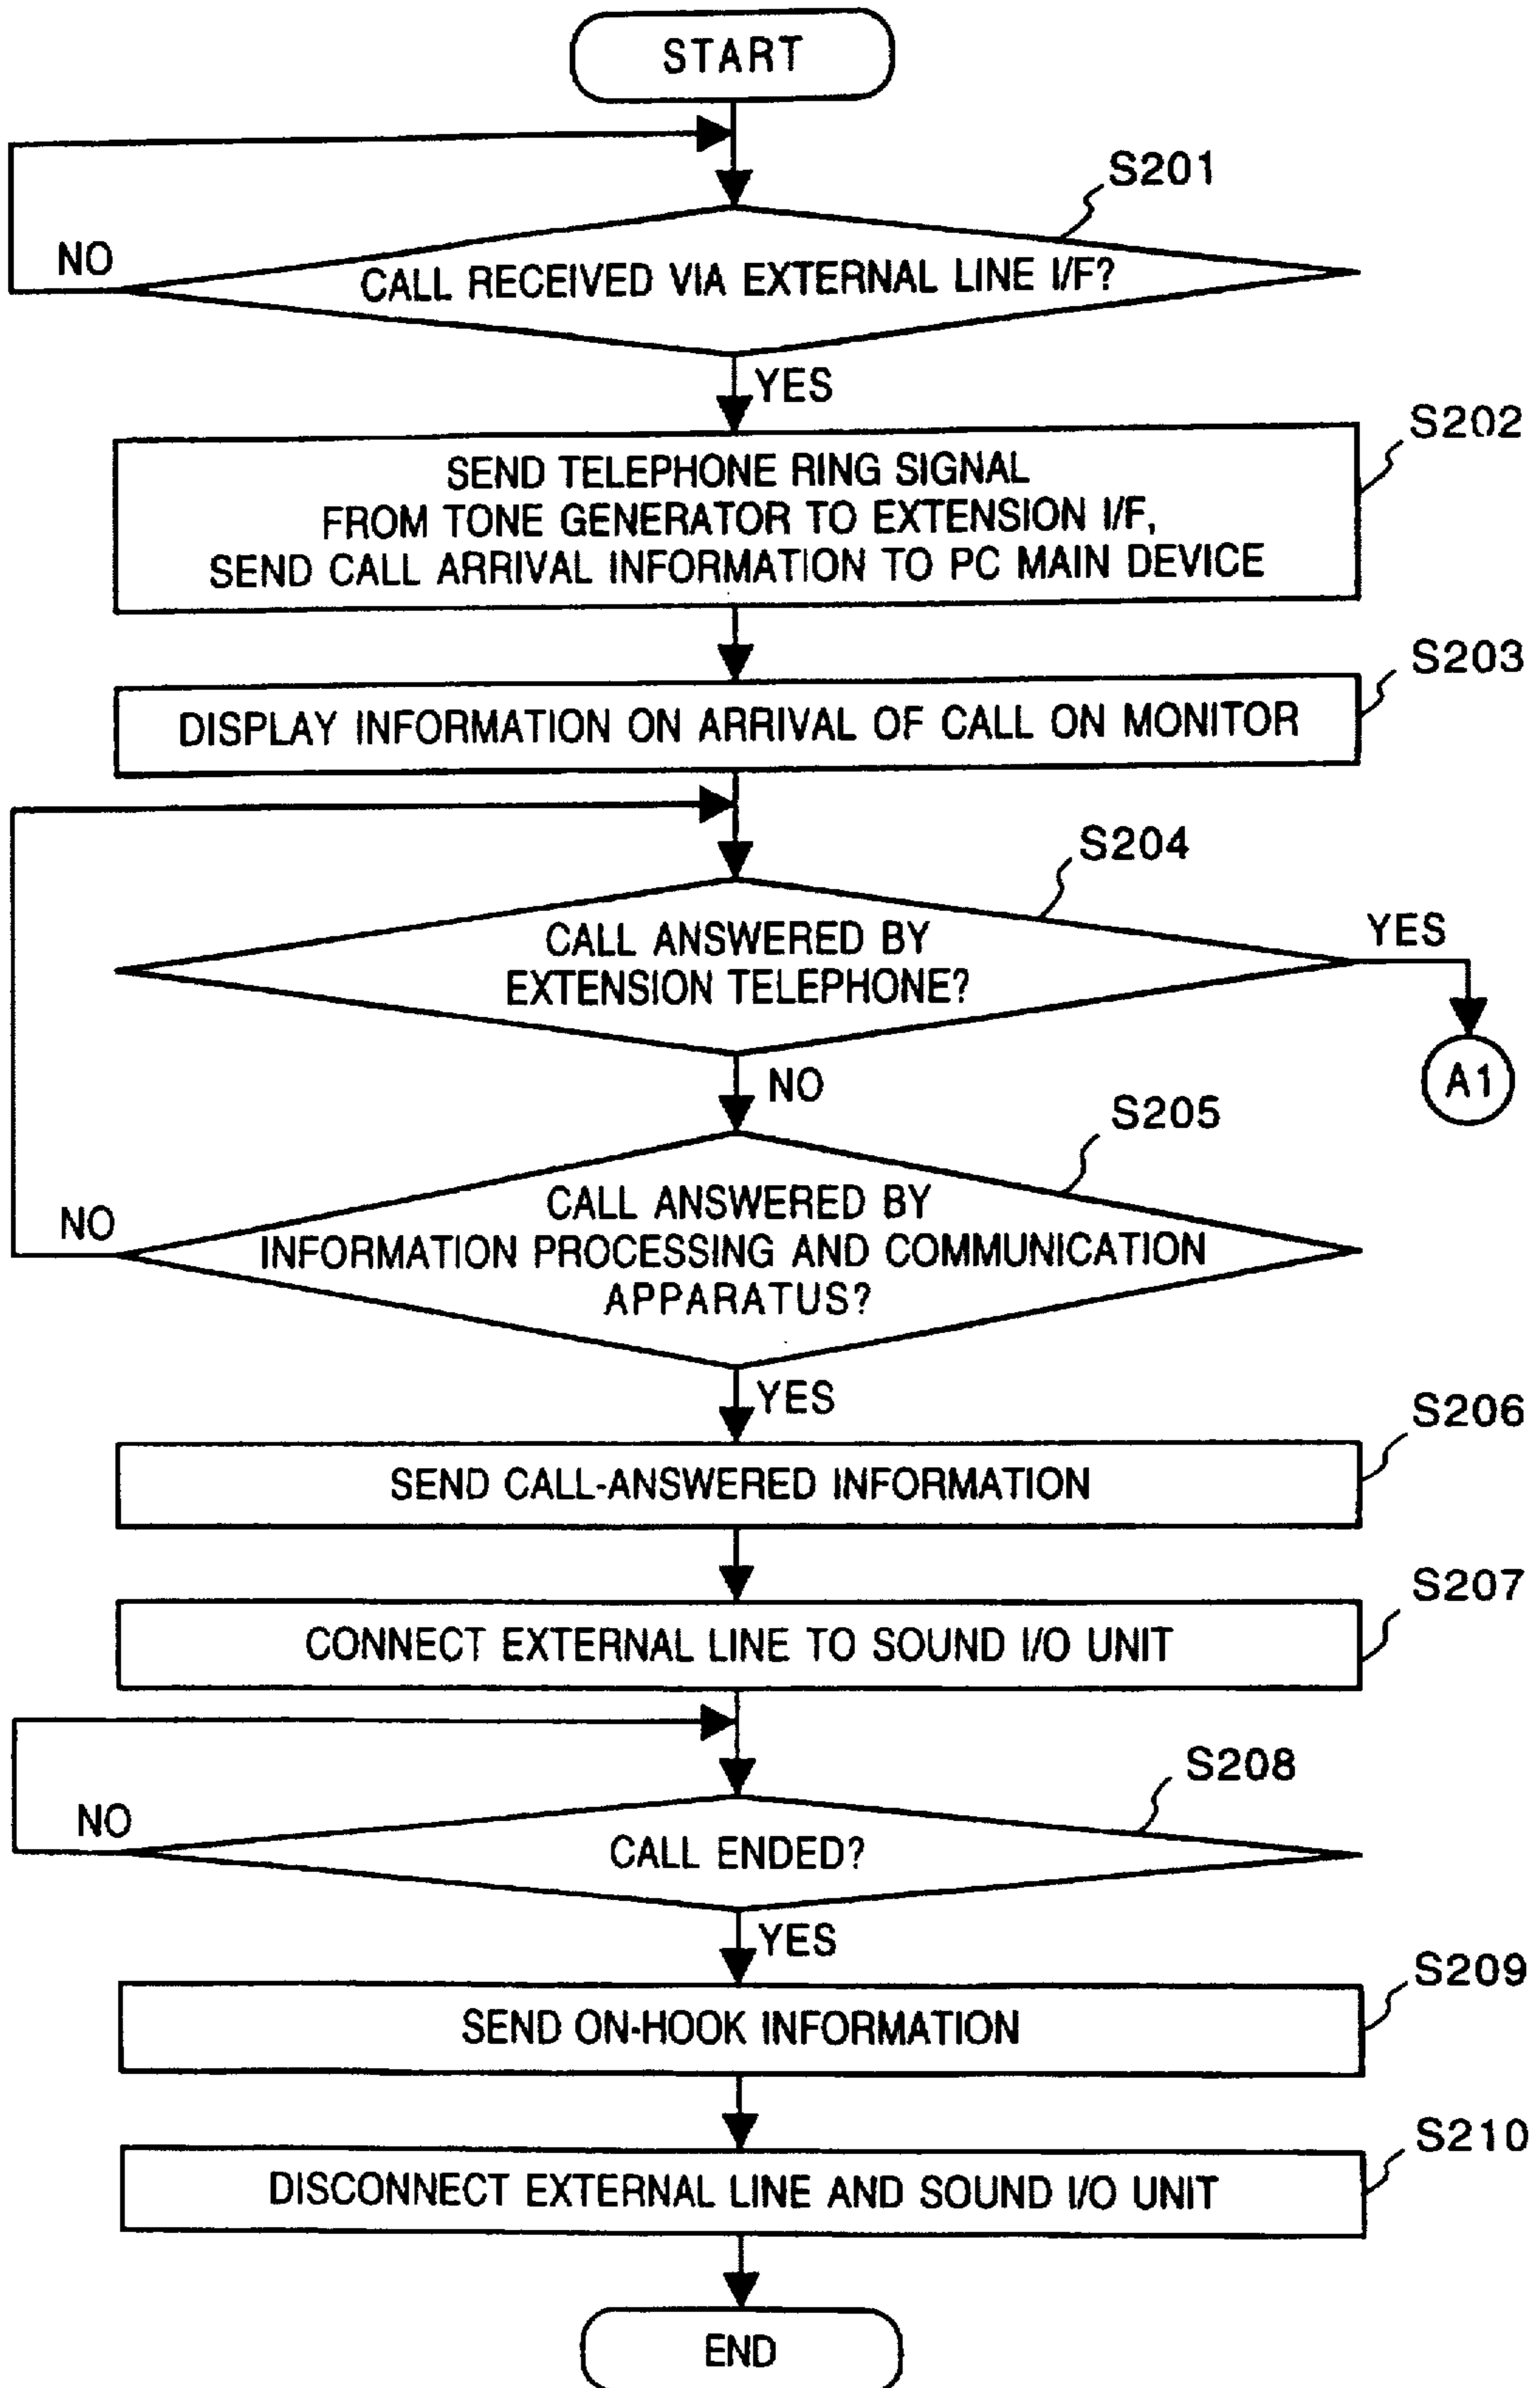 START
S201
NO
CALL RECEIVED VIA EXTERNAL LINE I/F?
YES
S202
SEND TELEPHONE RING SIGNAL
FROM TONE GENERATOR TO EXTENSION I/F,
SEND CALL ARRIVAL INFORMATION TO PC MAIN DEVICE
S203
DISPLAY INFORMATION ON ARRIVAL OF CALL ON MONITOR
S204
CALL ANSWERED BY
EXTENSION TELEPHONE?
YES
A1
NO
S205
CALL ANSWERED BY
INFORMATION PROCESSING AND COMMUNICATION
APPARATUS?
NO
YES
S206
SEND CALL-ANSWERED INFORMATION
S207
CONNECT EXTERNAL LINE TO SOUND I/O UNIT
S208
NO
CALL ENDED?
YES
S209
SEND ON-HOOK INFORMATION
S210
DISCONNECT EXTERNAL LINE AND SOUND I/O UNIT
END